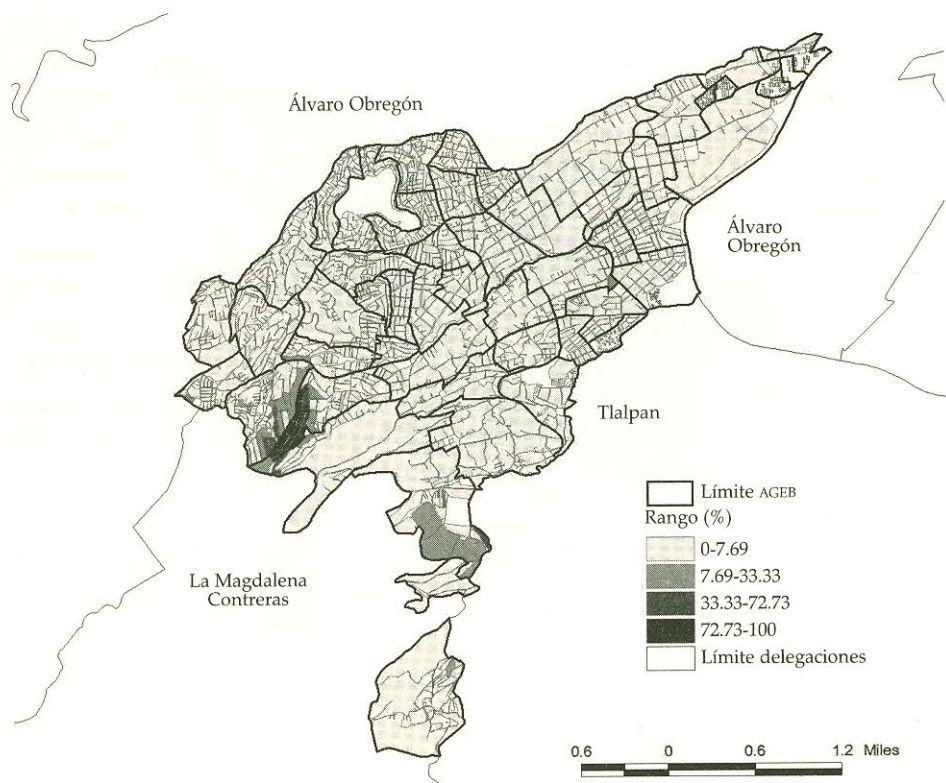 Álvaro Obregón
Álvaro
Obregón
Tlalpan
La Magdalena
Contreras
Límite AGEB
Rango (%)
0-7.69
7.69-33.33
33.33-72.73
72.73-100
Límite delegaciones
0.6 0 0.6 1.2 Miles